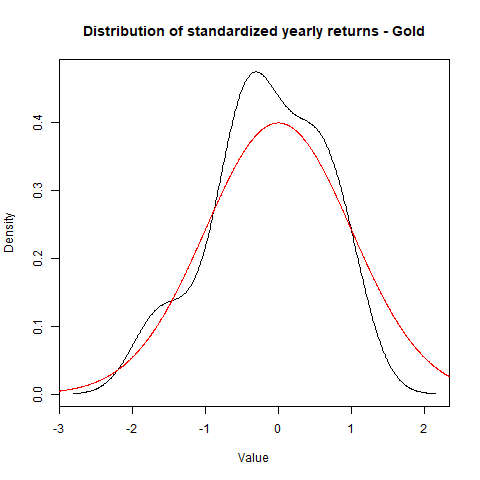 Distribution of standardized yearly returns - Gold
Density
0.4
0.3
0.2
0.1
0.0
-3 -2 -1 0 1 2
Value